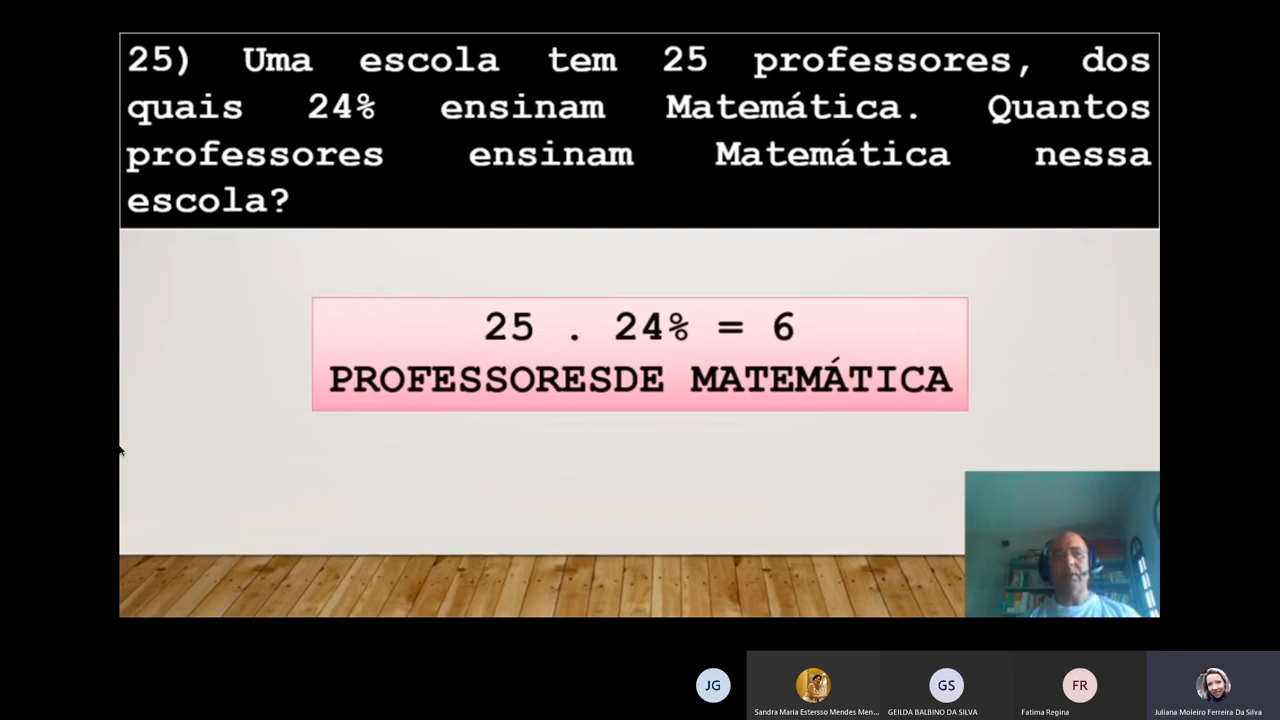 25) Uma escola tem 25 professores, dos
quais 24% ensinam Matemática. Quantos
professores ensinam Matemática nessa
escola?
25 . 24% = 6
PROFESSORESDE MATEMÁTICA
JG
GS
FR
Sandra Maria Estersso Mendes Men...
GEILDA BALBINO DA SILVA
Fatima Regina
Juliana Moleiro Ferreira Da Silva